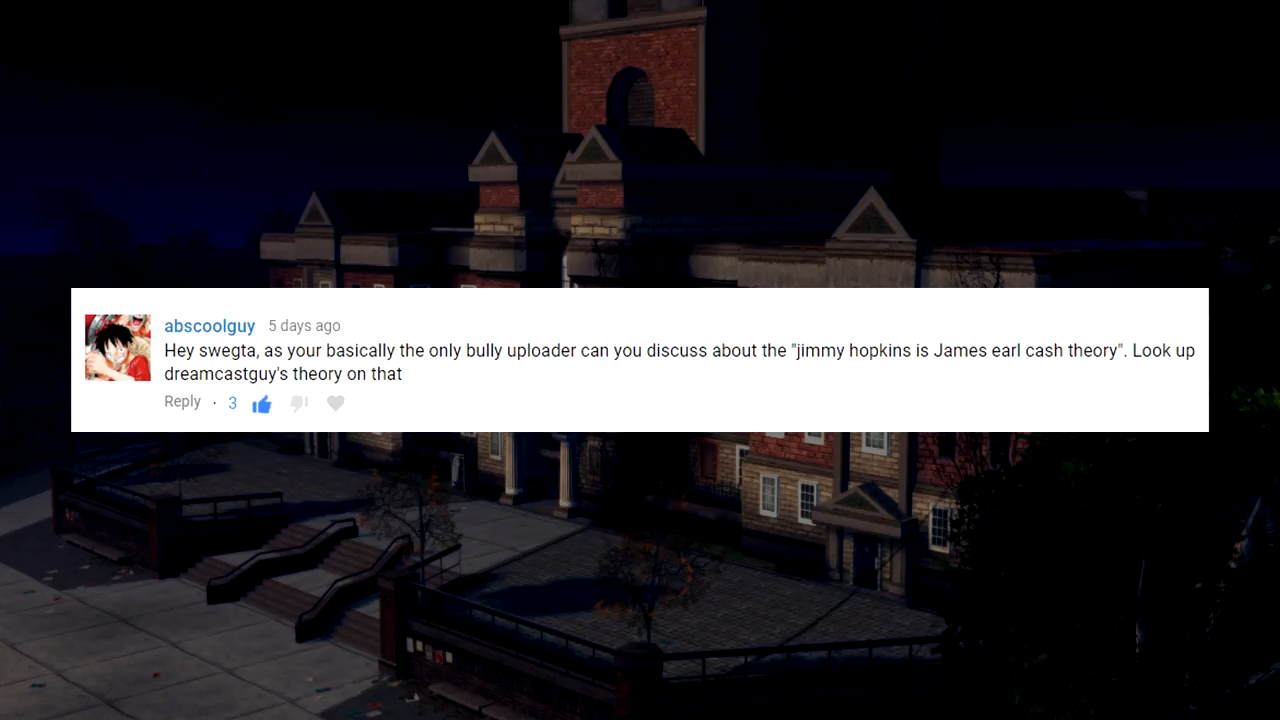 abscoolguy 5 days ago
Hey swegta, as your basically the only bully uploader can you discuss about the "jimmy hopkins is James earl cash theory". Look up
dreamcastguy's theory on that
Reply · 3